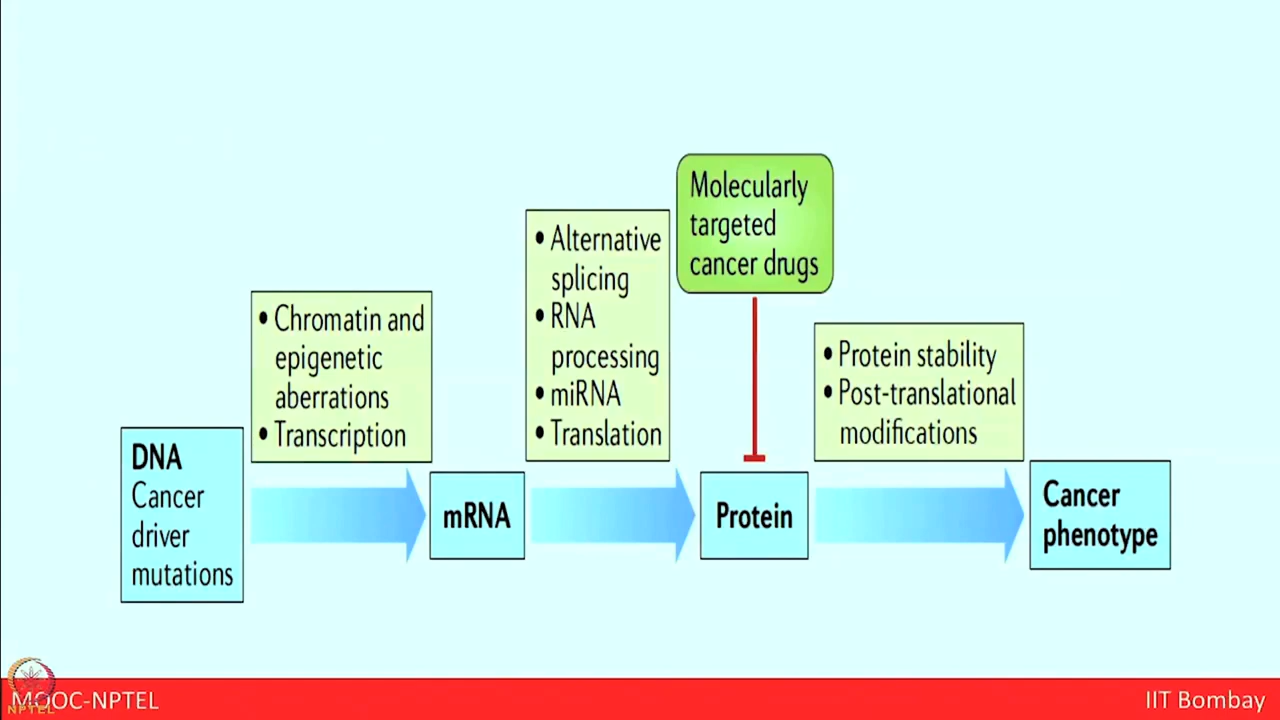 DNA
Cancer
driver
mutations
• Chromatin and
epigenetic
aberrations
• Transcription
mRNA
• Alternative
splicing
• RNA
processing
• miRNA
• Translation
Molecularly
targeted
cancer drugs
Protein
• Protein stability
• Post-translational
modifications
Cancer
phenotype
MOOC-NPTEL
NPTEL
IIT Bombay